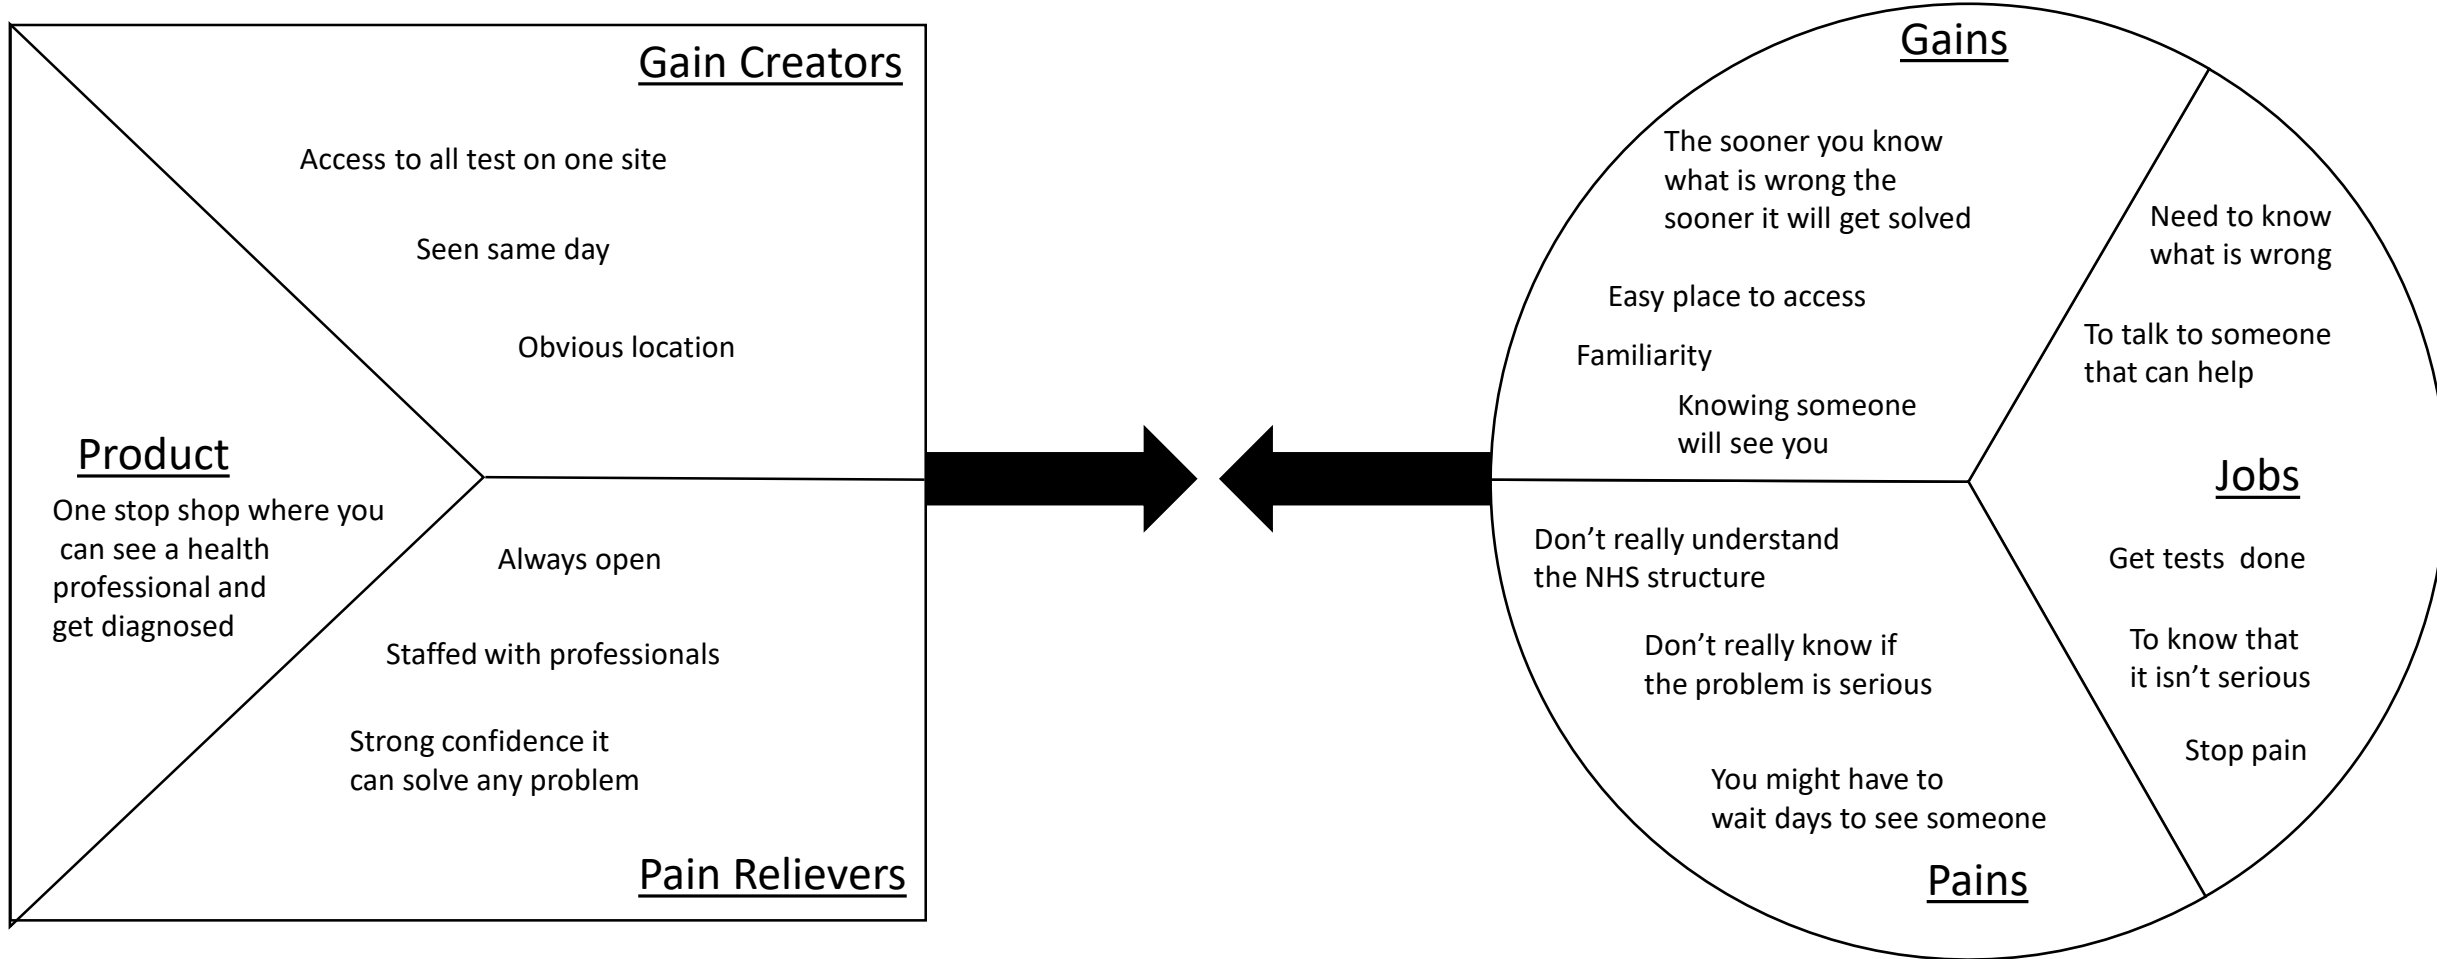 Gain Creators
Access to all test on one site
Seen same day
Obvious location
Product
One stop shop where you
can see a health
professional and
get diagnosed
Always open
Staffed with professionals
Strong confidence it
can solve any problem
Pain Relievers
Gains
The sooner you know
what is wrong the
sooner it will get solved
Easy place to access
Familiarity
Knowing someone
will see you
Need to know
what is wrong
To talk to someone
that can help
Jobs
Get tests  done
To know that
it isn’t serious
Stop pain
Don’t really understand
the NHS structure
Don’t really know if
the problem is serious
You might have to
wait days to see someone
Pains